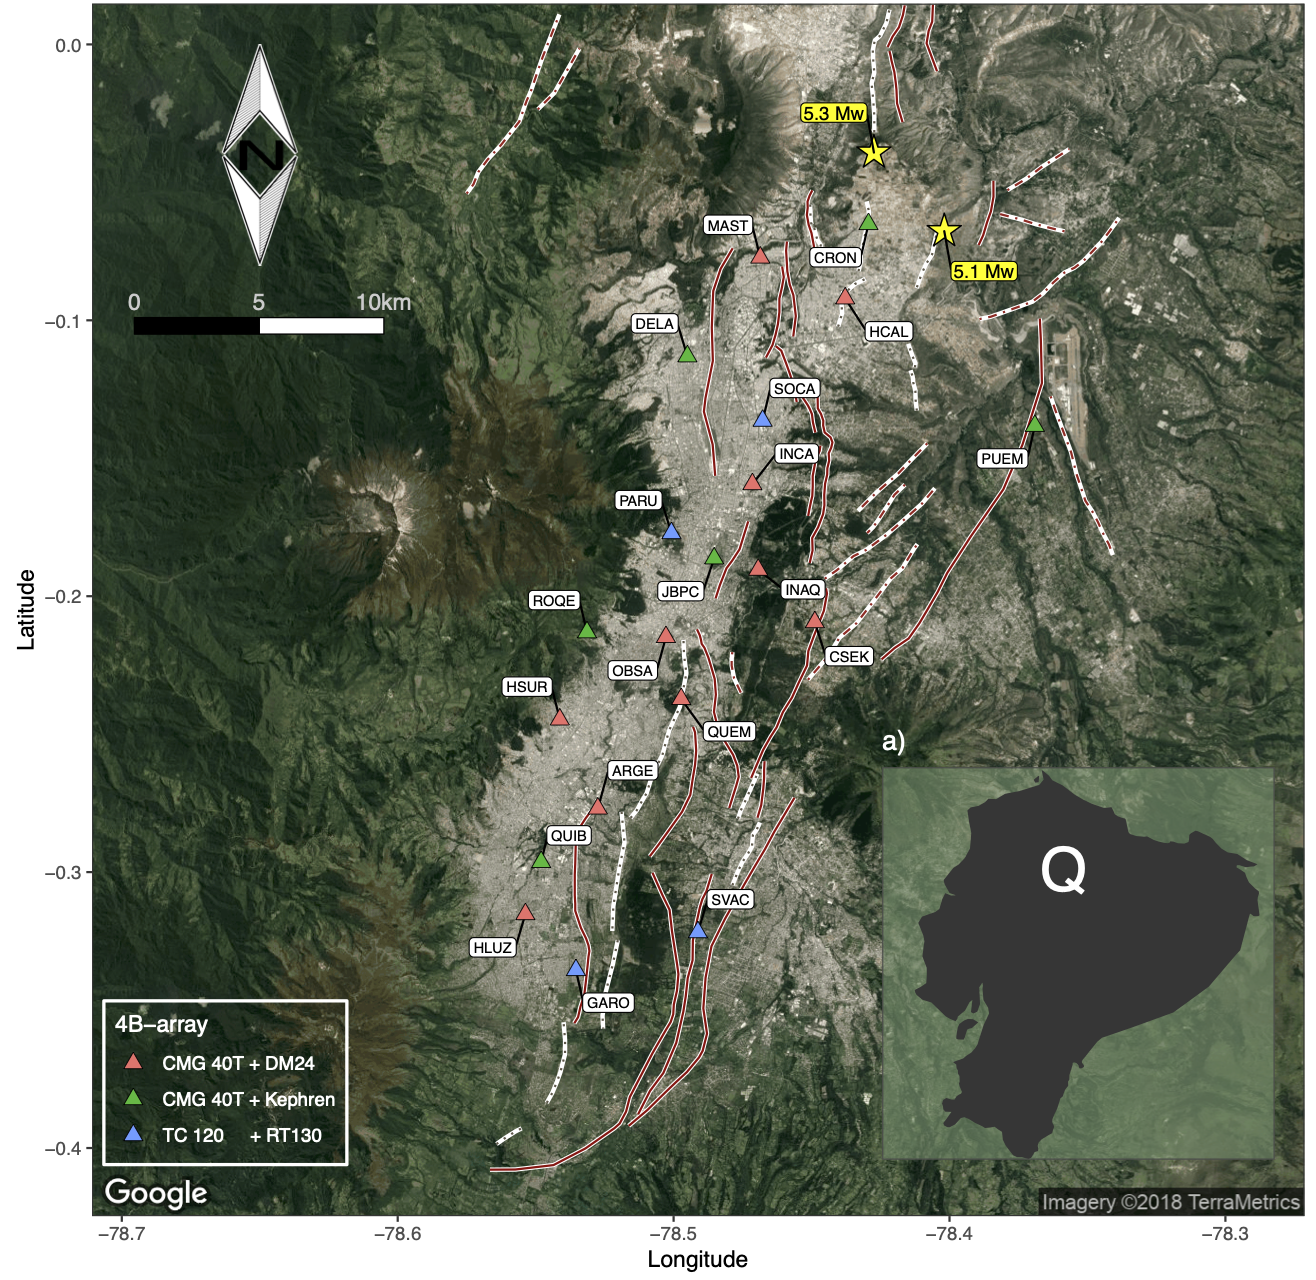 0.0
−0.1
−0.2
−0.3
−0.4
Latitude
N
0 5 10km
5.3 Mw
5.1 Mw
MAST
CRON
HCAL
DELA
SOCA
INCA
PUEM
PARU
JBPC
INAQ
ROQE
OBSA
CSEK
HSUR
QUEM
ARGE
QUIB
SVAC
HLUZ
GARO
a)
Q
4B−array
CMG 40T + DM24
CMG 40T + Kephren
TC 120 + RT130
Google
Imagery ©2018 TerraMetrics
−78.7 −78.6 −78.5 −78.4 −78.3
Longitude